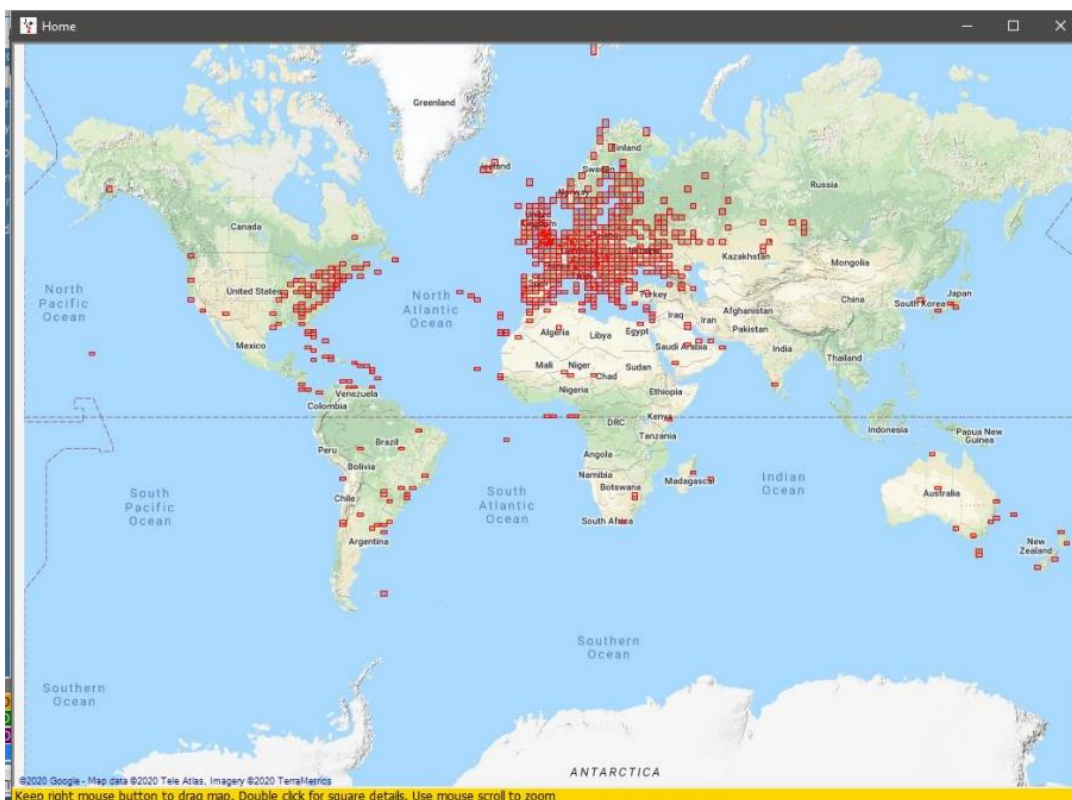 Home
Greenland
Iceland
Finland
Sweden
Norway
Russia
Canada
United
Kingdom
Kazakhstan
Mongolia
North
Pacific
Ocean
United States
North
Atlantic
Ocean
Spain
Turkey
South Korea
Japan
China
Iraq
Iran
Afghanistan
Pakistan
Algeria
Libya
Egypt
Mexico
Saudi Arabia
India
Thailand
Mali
Niger
Chad
Sudan
Nigeria
Ethiopia
Venezuela
Colombia
DRC
Kenya
Tanzania
Indonesia
Papua New
Guinea
Peru
Brazil
Bolivia
Angola
Namibia
Botswana
Madagascar
Indian
Ocean
Australia
South
Pacific
Ocean
Chile
South
Atlantic
Ocean
South Africa
Argentina
New
Zealand
Southern
Ocean
Southern
Ocean
ANTARCTICA
©2020 Google - Map data ©2020 Tele Atlas, Imagery ©2020 TerraMetrics
Keep right mouse button to drag map. Double click for square details. Use mouse scroll to zoom